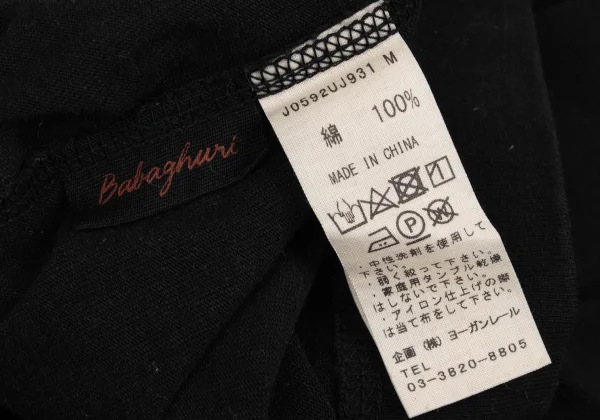 Babaghuri
J0592UJ931 M
綿 100%
MADE IN CHINA
・中性洗剤を使用して
下さい。
・弱く絞って下さい。
・家庭用タンブル乾燥
はしないで下さい。
・アイロン仕上げの際
は当て布をして下さい。
企画 (株) ヨーガンレール
TEL
03-3820-8805